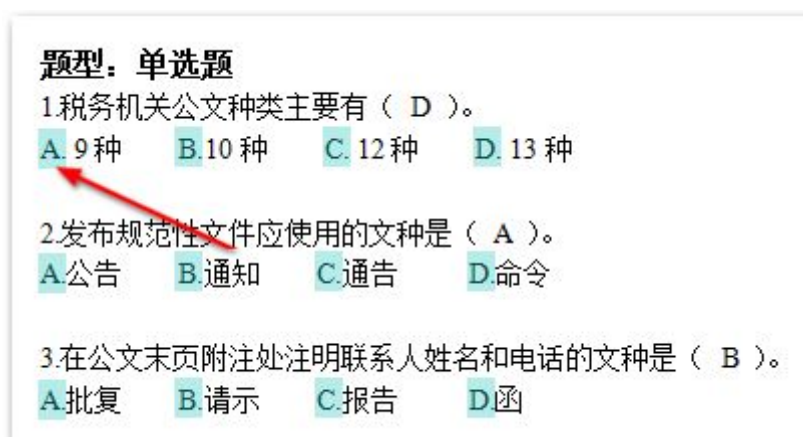 题型：单选题
1.税务机关公文种类主要有（ D ）。
A. 9 种 B.10 种 C. 12 种 D. 13 种
2.发布规范性文件应使用的文种是（ A ）。
A.公告 B.通知 C.通告 D.命令
3.在公文末页附注处注明联系人姓名和电话的文种是（ B ）。
A.批复 B.请示 C.报告 D.函